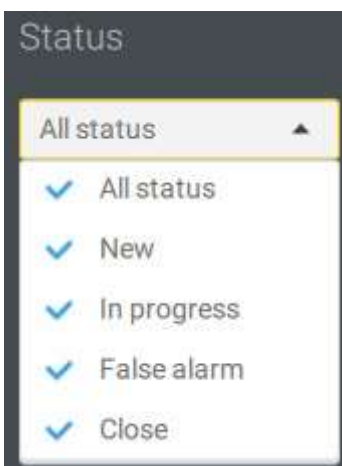 Status
All status
All status
New
In progress
False alarm
Close